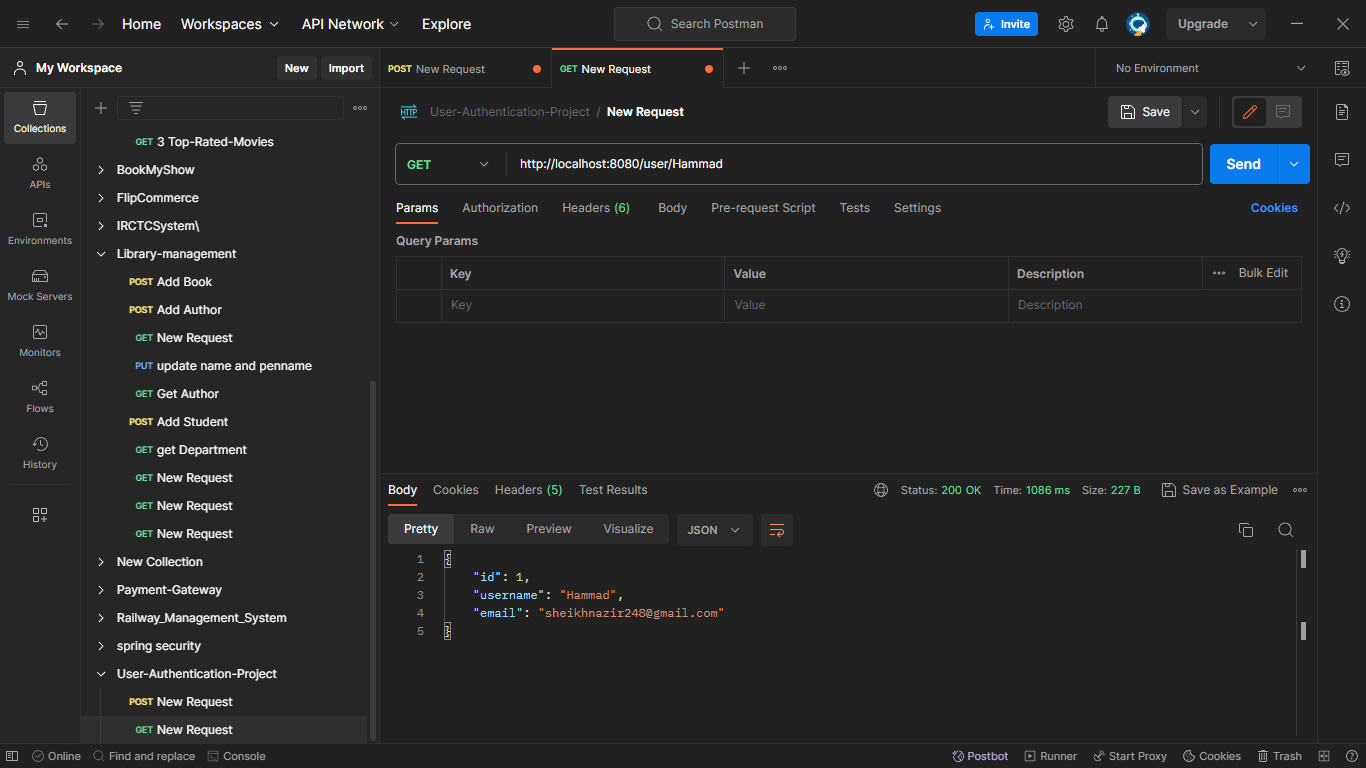 Home Workspaces API Network Explore Search Postman Invite Upgrade
My Workspace New Import POST New Request GET New Request No Environment
Collections
APIs
Environments
Mock Servers
Monitors
Flows
History
GET 3 Top-Rated-Movies
BookMyShow
FlipCommerce
IRCTCSystem\
Library-management
POST Add Book
POST Add Author
GET New Request
PUT update name and penname
GET Get Author
POST Add Student
GET get Department
GET New Request
GET New Request
GET New Request
New Collection
Payment-Gateway
Railway_Management_System
spring security
User-Authentication-Project
POST New Request
GET New Request
HTTP User-Authentication-Project / New Request Save
GET http://localhost:8080/user/Hammad Send
Params Authorization Headers (6) Body Pre-request Script Tests Settings Cookies
Query Params
Key Value Description Bulk Edit
Key Value Description
Body Cookies Headers (5) Test Results Status: 200 OK Time: 1086 ms Size: 227 B Save as Example
Pretty Raw Preview Visualize JSON
1 {
2 "id": 1,
3 "username": "Hammad",
4 "email": "sheikhnazir248@gmail.com"
5 }
Online Find and replace Console Postbot Runner Start Proxy Cookies Trash